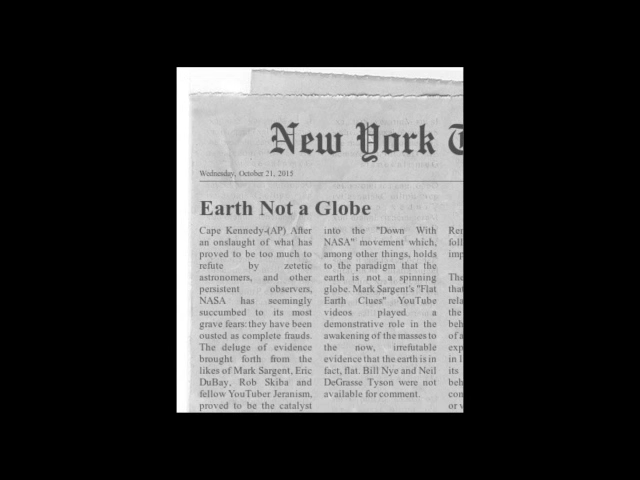 New York T
Wednesday, October 21, 2015
Earth Not a Globe
Cape Kennedy-(AP) After
an onslaught of what has
proved to be too much to
refute by zetetic
astronomers, and other
persistent observers,
NASA has seemingly
succumbed to its most
grave fears: they have been
ousted as complete frauds.
The deluge of evidence
brought forth from the
likes of Mark Sargent, Eric
DuBay, Rob Skiba and
fellow YouTuber Jeranism,
proved to be the catalyst
into the "Down With
NASA" movement which,
among other things, holds
to the paradigm that the
earth is not a spinning
globe. Mark Sargent's "Flat
Earth Clues" YouTube
videos played a
demonstrative role in the
awakening of the masses to
the now, irrefutable
evidence that the earth is in
fact, flat. Bill Nye and Neil
DeGrasse Tyson were not
available for comment.